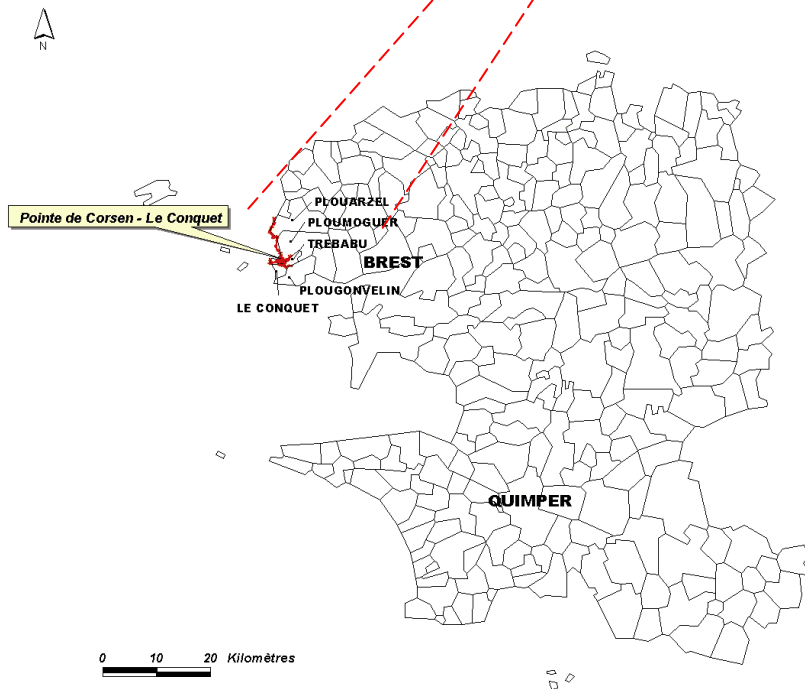 N
PLOUARZEL
Pointe de Corsen - Le Conquet
PLOUMOGUER
TREBABU
BREST
PLOUGONVELIN
LE CONQUET
QUIMPER
0 10 20 Kilomètres